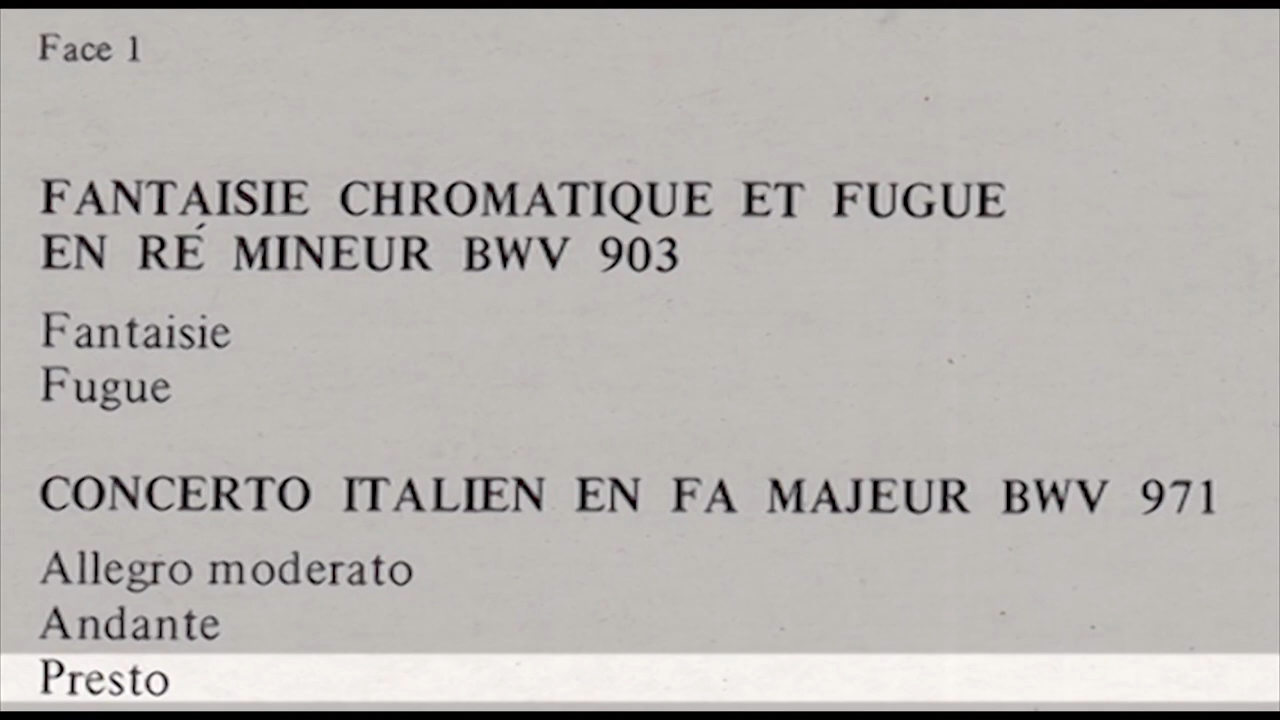 Face 1
FANTAISIE CHROMATIQUE ET FUGUE
EN RÉ MINEUR BWV 903
Fantaisie
Fugue
CONCERTO ITALIEN EN FA MAJEUR BWV 971
Allegro moderato
Andante
Presto